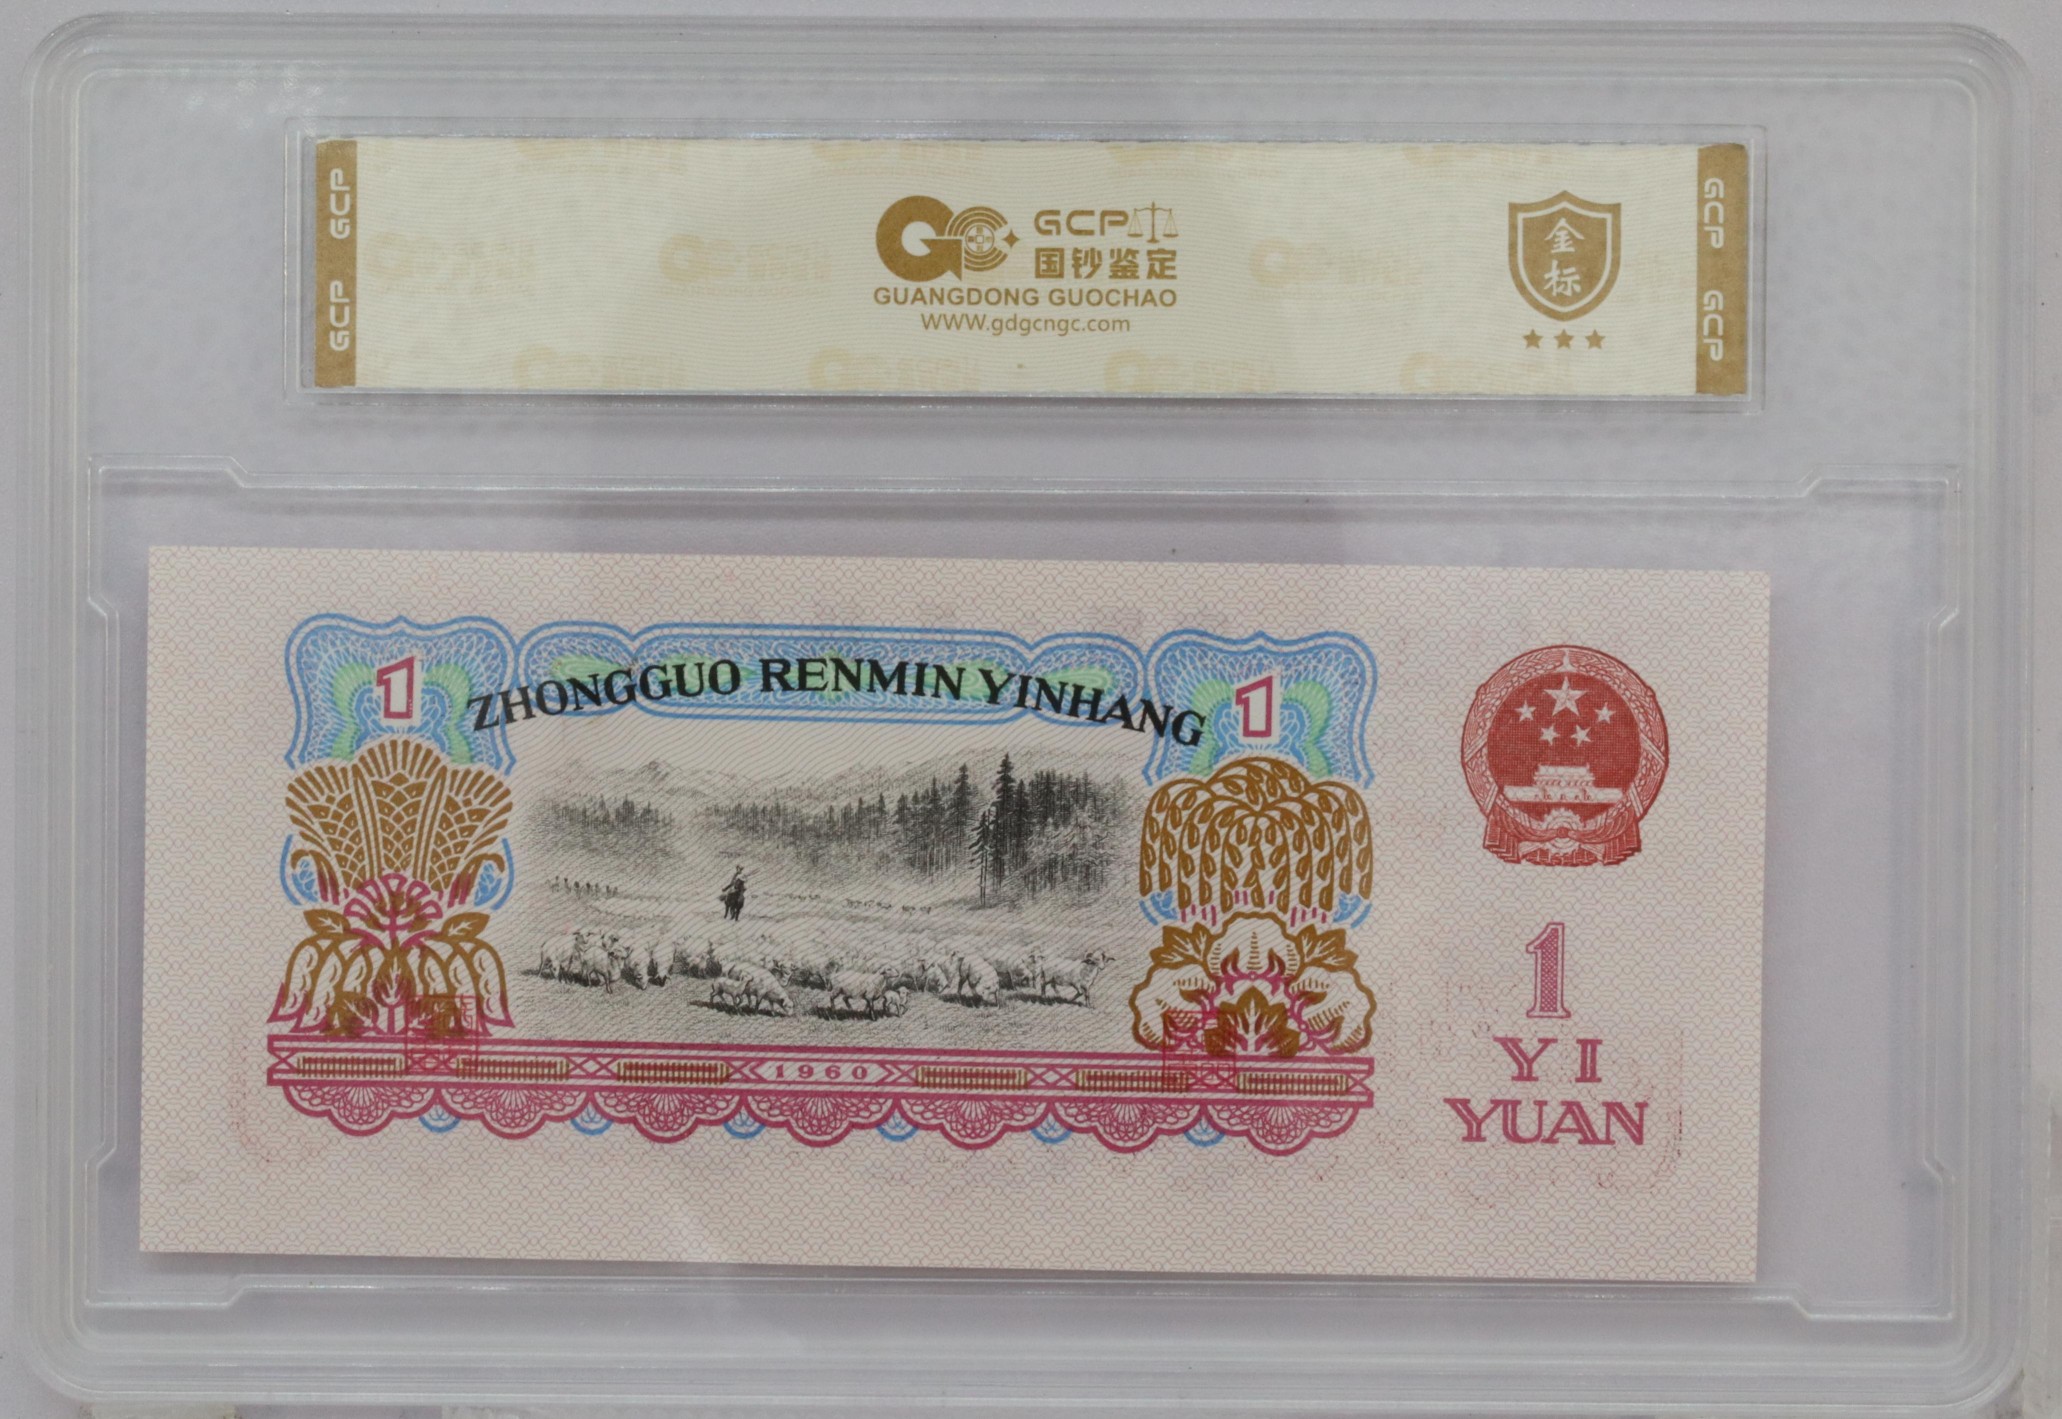 GCP
GCP
GCP
国钞鉴定
GUANGDONG GUOCHAO
WWW.gdgcngc.com
金标
GCP
GCP
1
ZHONGGUO RENMIN YINHANG
1
1960
1
YI
YUAN